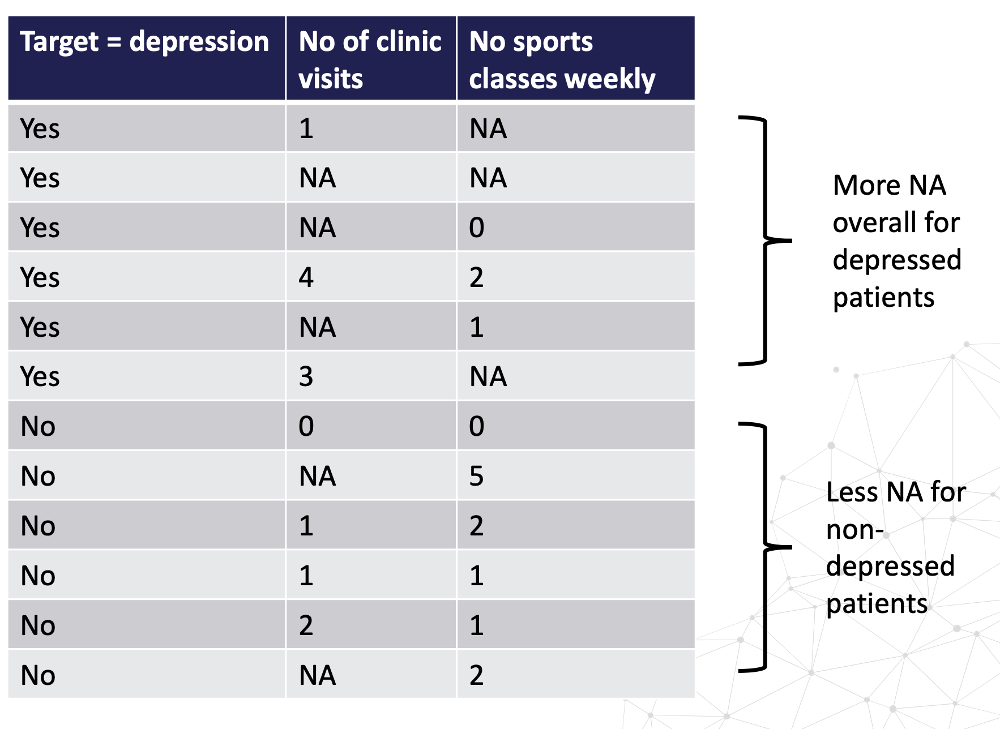 Target = depression No of clinic visits No sports classes weekly
Yes 1 NA
Yes NA NA
Yes NA 0
Yes 4 2
Yes NA 1
Yes 3 NA
No 0 0
No NA 5
No 1 2
No 1 1
No 2 1
No NA 2
More NA
overall for
depressed
patients
Less NA for
non-
depressed
patients